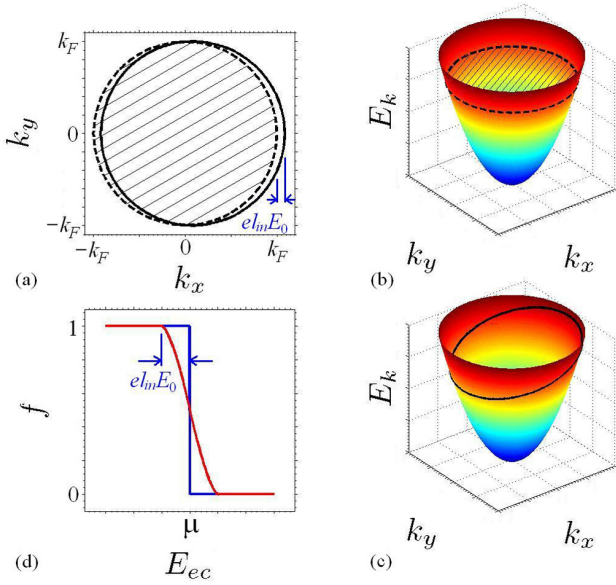 k_F
k_y
0
−k_F
−k_F
0
k_F
el_{in}E_0
k_x
(a)
E_k
k_y
k_x
(b)
1
el_{in}E_0
f
0
μ
E_{ec}
(d)
E_k
k_y
k_x
(c)